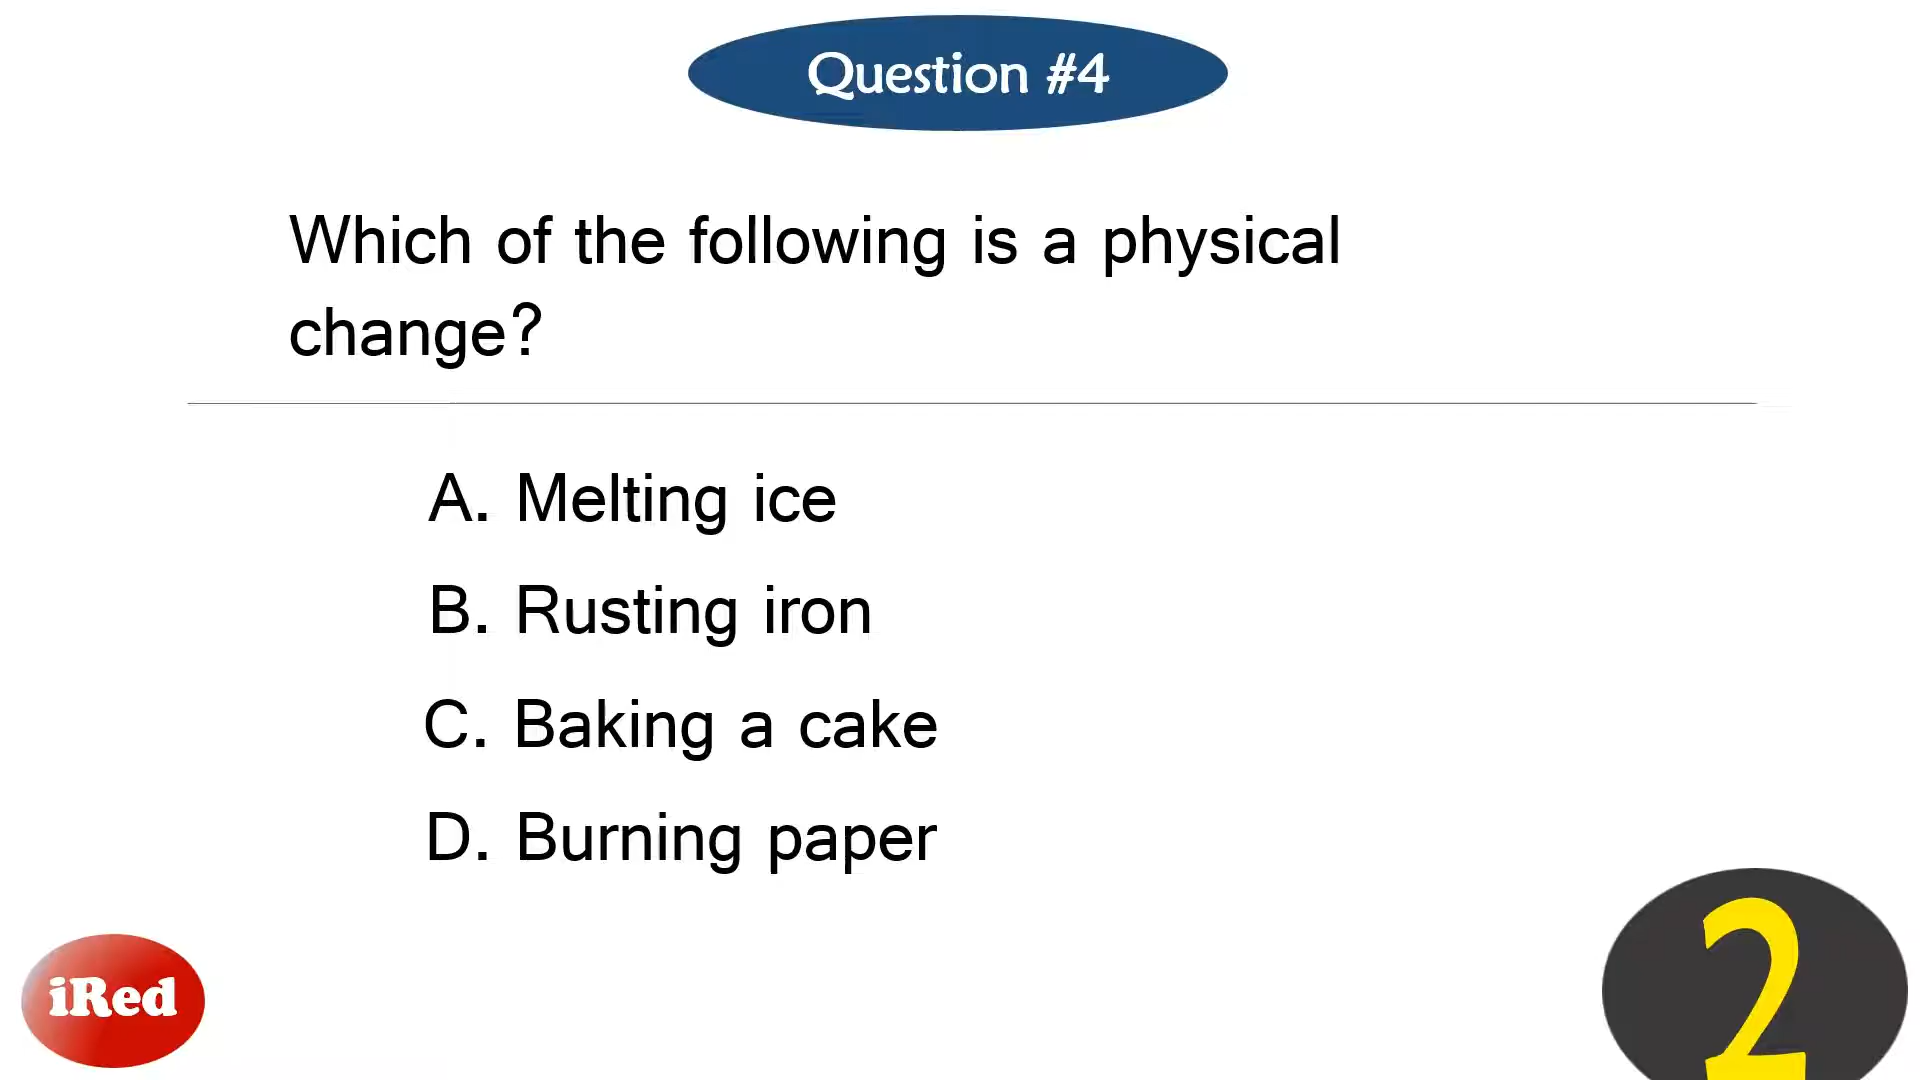 Question #4
Which of the following is a physical
change?
A. Melting ice
B. Rusting iron
C. Baking a cake
D. Burning paper
iRed
2